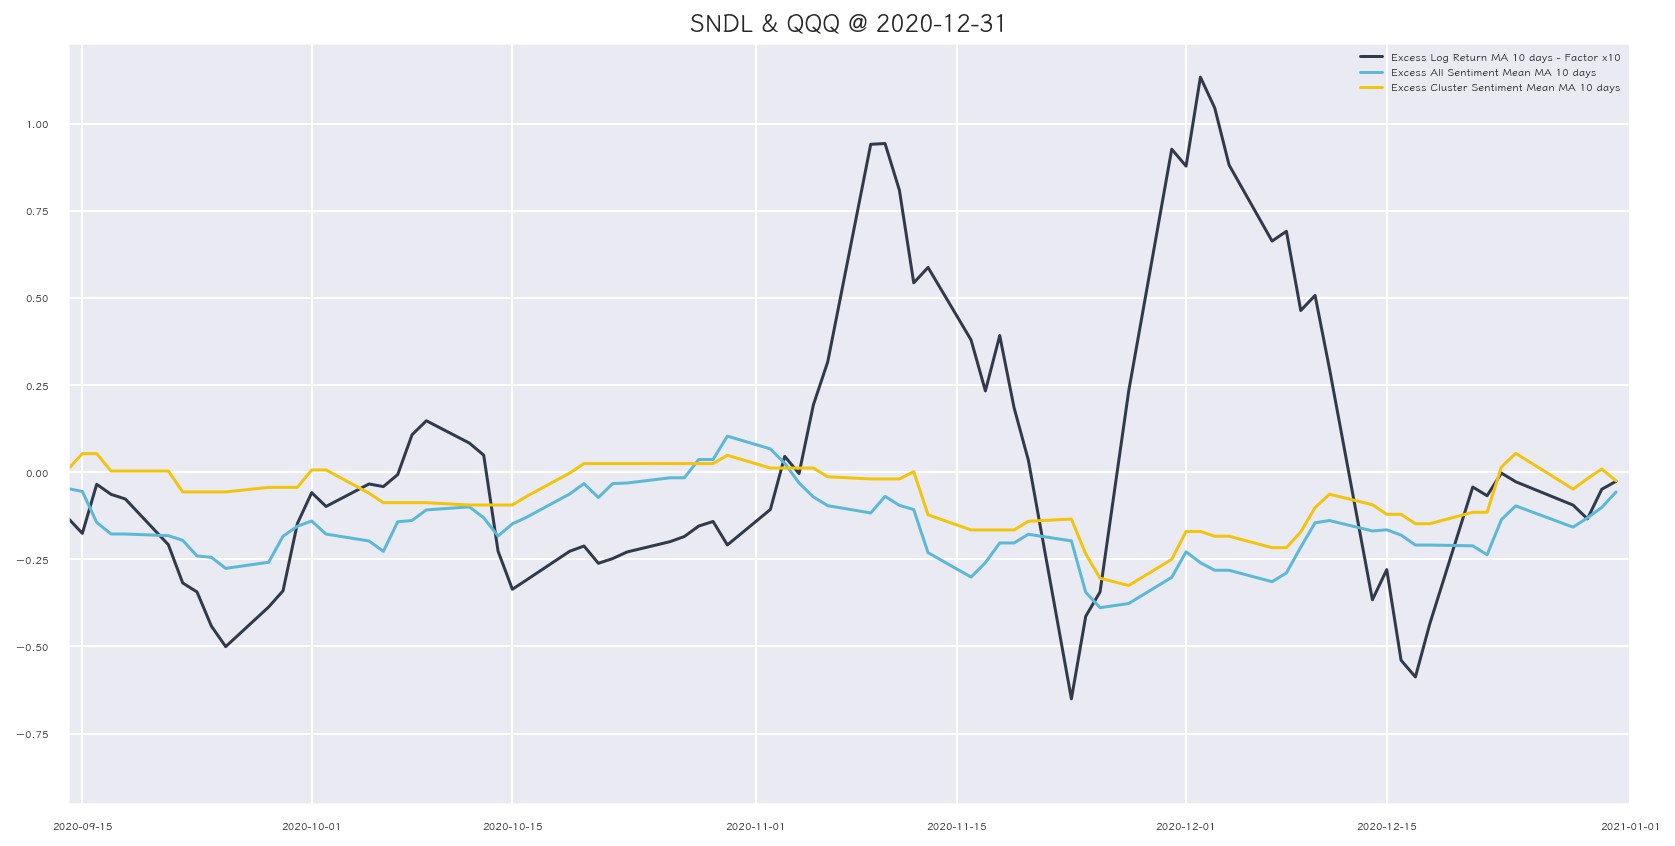 SNDL & QQQ @ 2020-12-31
Excess Log Return MA 10 days - Factor x10
Excess All Sentiment Mean MA 10 days
Excess Cluster Sentiment Mean MA 10 days
1.00
0.75
0.50
0.25
0.00
−0.25
−0.50
−0.75
2020-09-15 2020-10-01 2020-10-15 2020-11-01 2020-11-15 2020-12-01 2020-12-15 2021-01-01